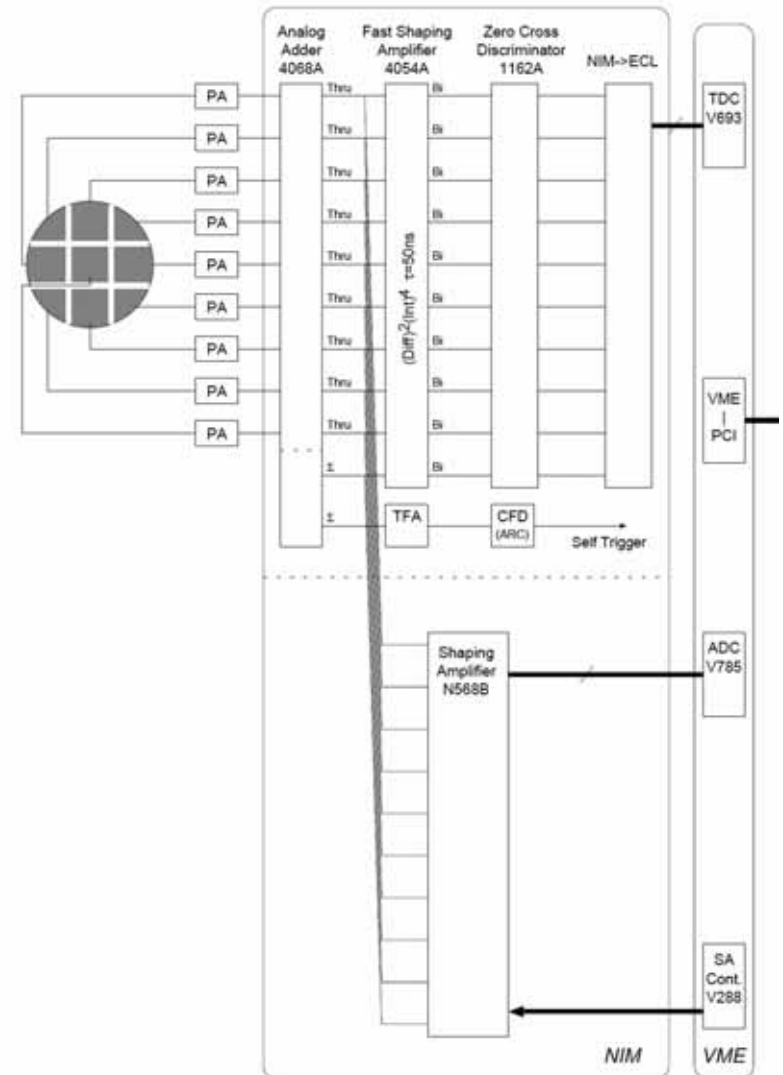 Analog
Adder
4068A
Fast Shaping
Amplifier
4054A
Zero Cross
Discriminator
1162A
NIM->ECL
PA
PA
PA
PA
PA
PA
PA
PA
PA
Thru
Thru
Thru
Thru
Thru
Thru
Thru
Thru
Thru
Σ
Σ
(Diff)²(Int)⁴ τ=50ns
Bi
Bi
Bi
Bi
Bi
Bi
Bi
Bi
Bi
Bi
TFA
CFD
(ARC)
Self Trigger
Shaping
Amplifier
N568B
NIM
TDC
V693
VME
|
PCI
ADC
V785
SA
Cont.
V288
VME